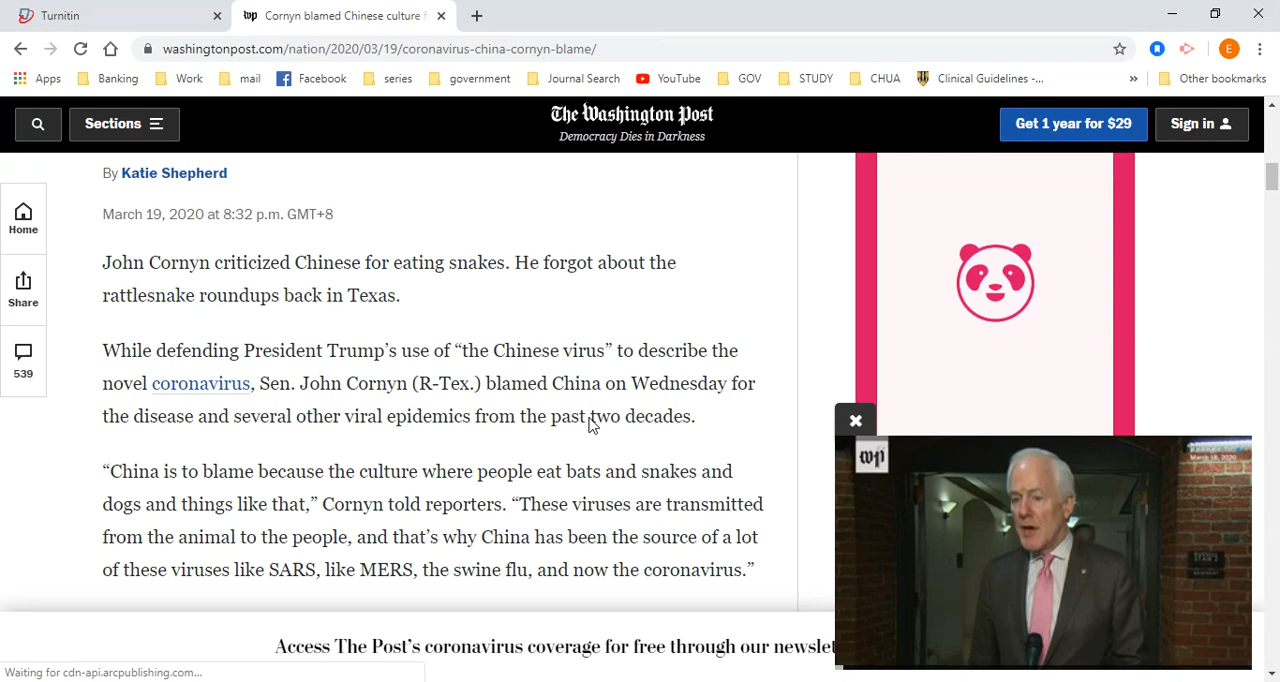 Turnitin
wp Cornyn blamed Chinese culture f
washingtonpost.com/nation/2020/03/19/coronavirus-china-cornyn-blame/
E
Apps Banking Work mail Facebook series government Journal Search YouTube GOV STUDY CHUA Clinical Guidelines -... » Other bookmarks
Sections
The Washington Post
Democracy Dies in Darkness
Get 1 year for $29
Sign in
Home
Share
539
By Katie Shepherd
March 19, 2020 at 8:32 p.m. GMT+8
John Cornyn criticized Chinese for eating snakes. He forgot about the
rattlesnake roundups back in Texas.
While defending President Trump’s use of “the Chinese virus” to describe the
novel coronavirus, Sen. John Cornyn (R-Tex.) blamed China on Wednesday for
the disease and several other viral epidemics from the past two decades.
“China is to blame because the culture where people eat bats and snakes and
dogs and things like that,” Cornyn told reporters. “These viruses are transmitted
from the animal to the people, and that’s why China has been the source of a lot
of these viruses like SARS, like MERS, the swine flu, and now the coronavirus.”
wp
March 18, 2020
Access The Post’s coronavirus coverage for free through our newslet
Waiting for cdn-api.arcpublishing.com...